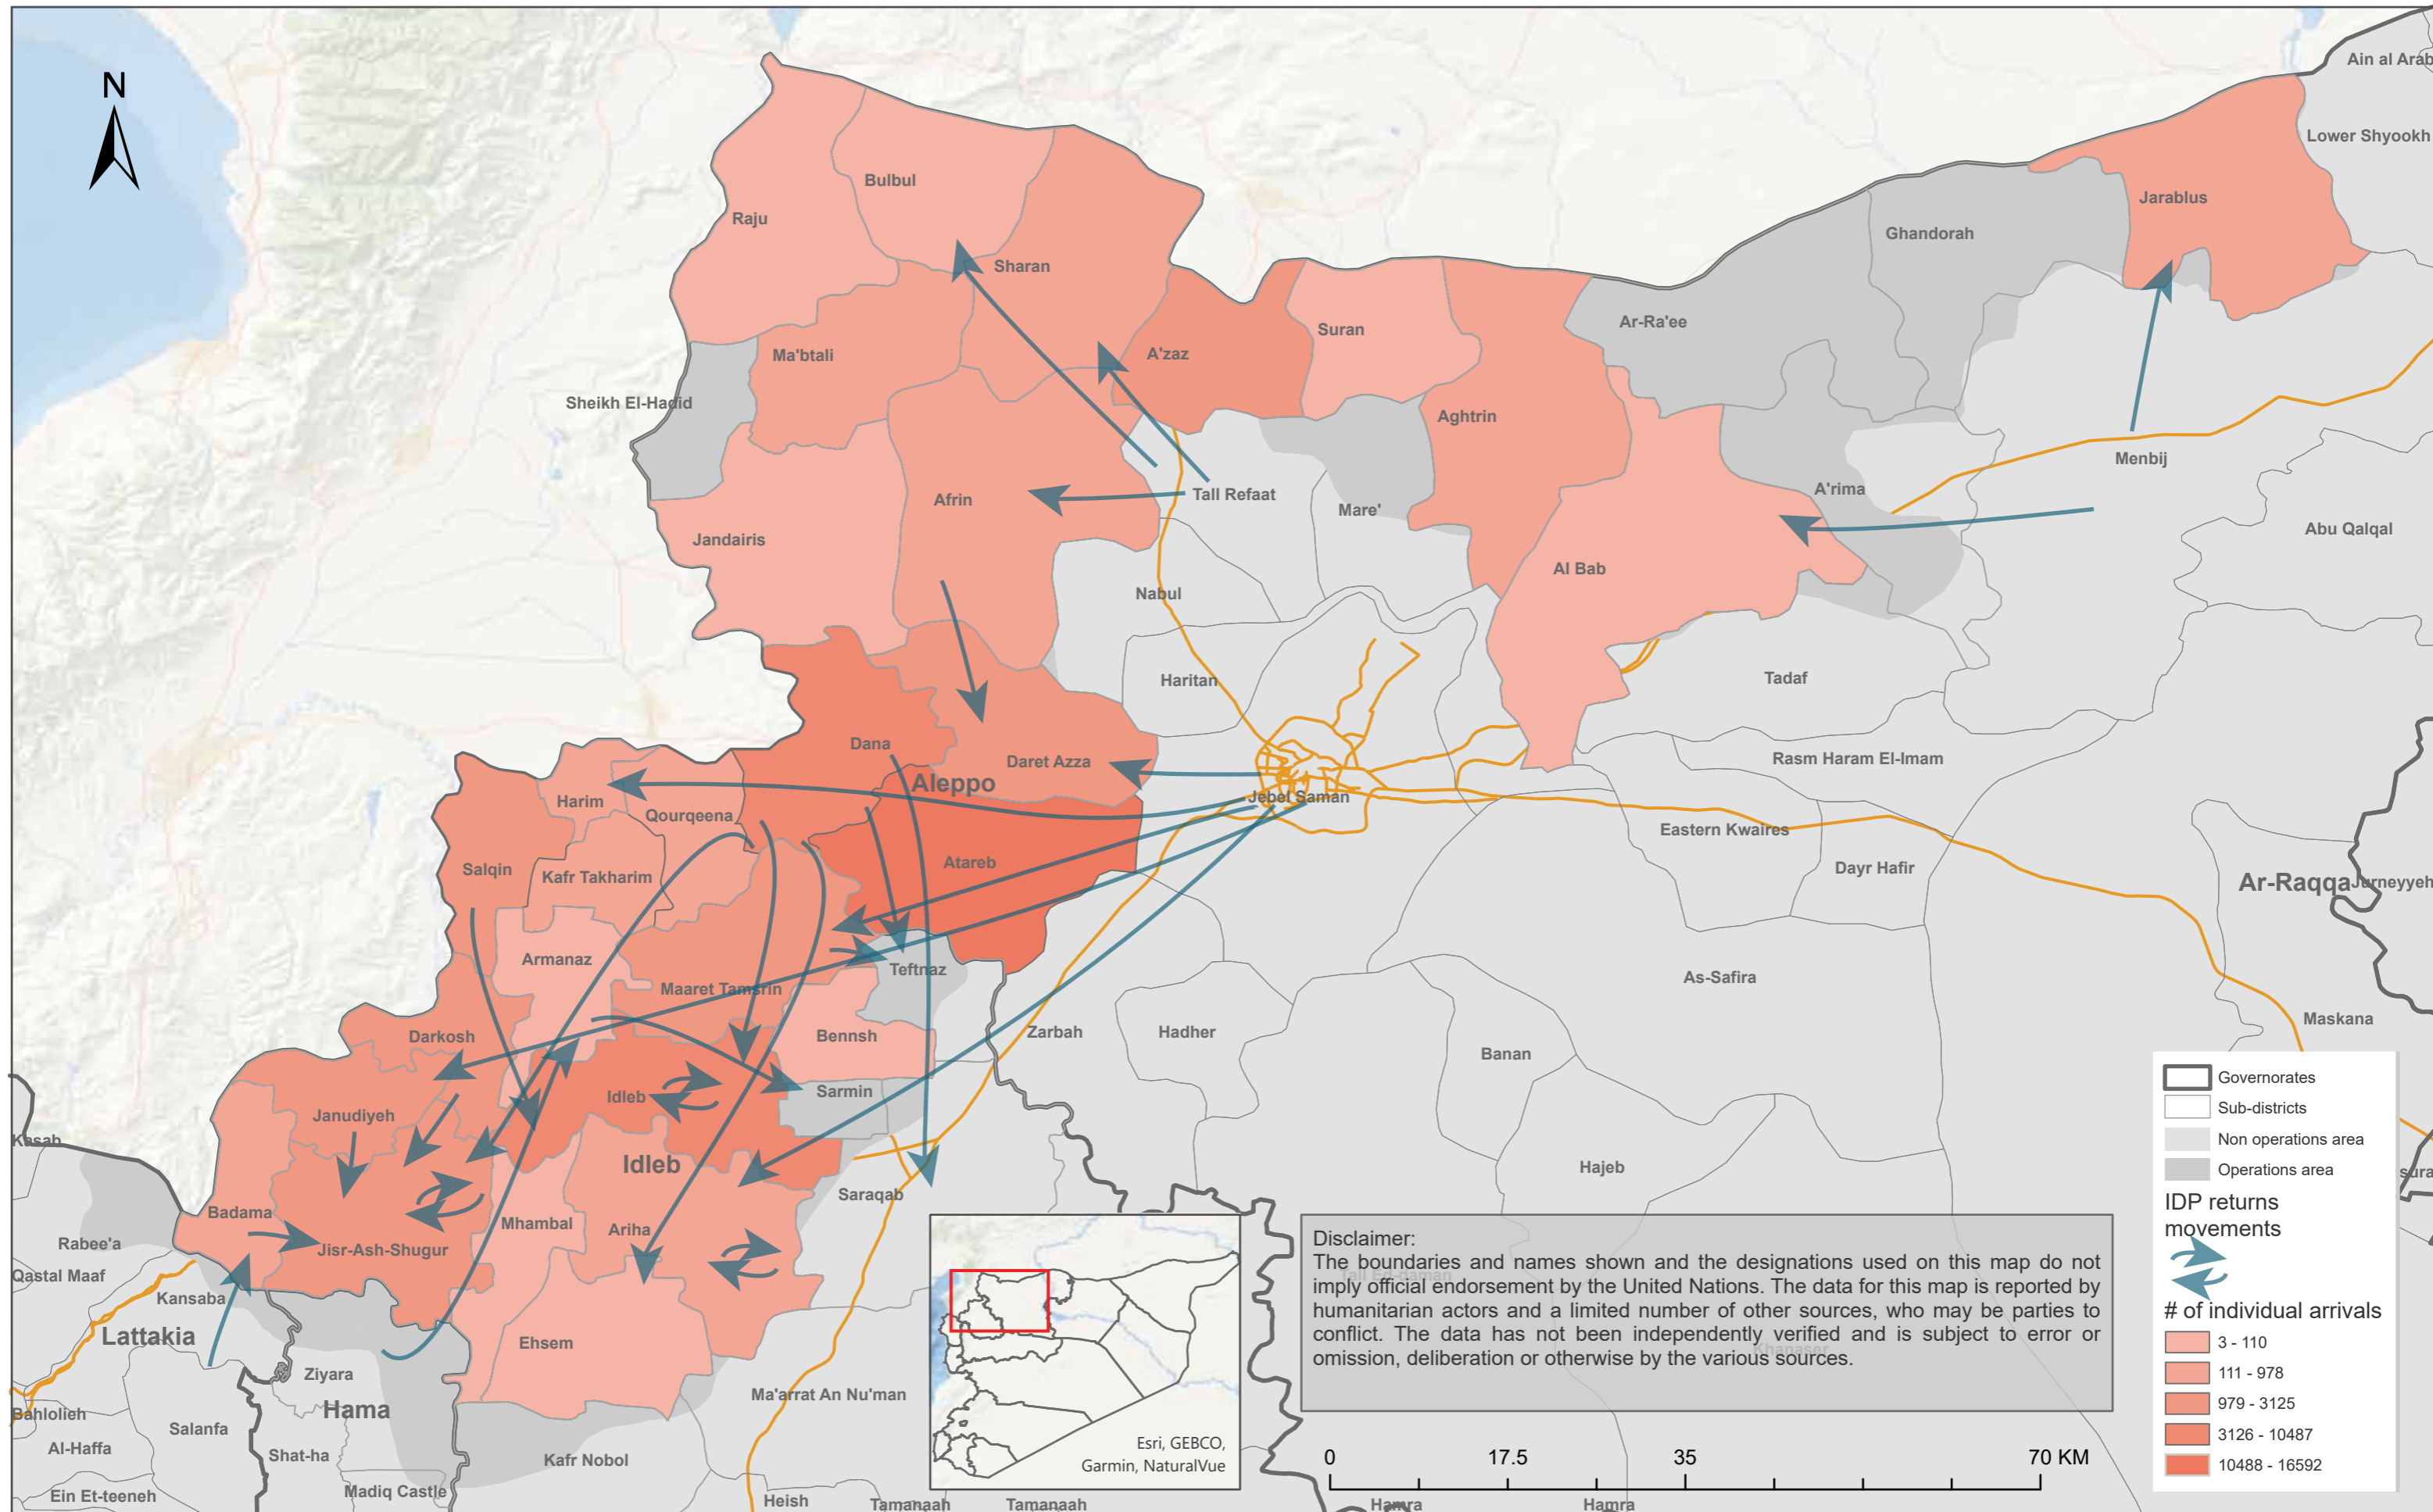 N
Ain al Arab
Lower Shyookh
Jarablus
Bulbul
Raju
Ghandorah
Sharan
Ar-Ra'ee
Suran
A'zaz
Ma'btali
Sheikh El-Hadid
Aghtrin
Menbij
A'rima
Tall Refaat
Afrin
Mare'
Abu Qalqal
Jandairis
Al Bab
Nabul
Haritan
Tadaf
Dana
Daret Azza
Rasm Haram El-Imam
Aleppo
Jebel Saman
Harim
Qourqeena
Eastern Kwaires
Atareb
Salqin
Kafr Takharim
Dayr Hafir
Ar-Raqqa
Jurneyyeh
Armanaz
Teftnaz
As-Safira
Maaret Tamsrin
Maskana
Darkosh
Bennsh
Zarbah
Hadher
Banan
Idleb
Sarmin
Janudiyeh
Kasab
Idleb
Hajeb
Saraqab
Badama
Mhambal
Ariha
Rabee'a
Jisr-Ash-Shugur
Qastal Maaf
Kansaba
Lattakia
Ehsem
Ziyara
Ma'arrat An Nu'man
Hama
Bahlolieh
Salanfa
Al-Haffa
Shat-ha
Kafr Nobol
Madiq Castle
Ein Et-teeneh
Heish
Tamanaah
Tamanaah
Hamra
Hamra
Esri, GEBCO,
Garmin, NaturalVue
Disclaimer:
The boundaries and names shown and the designations used on this map do not
imply official endorsement by the United Nations. The data for this map is reported by
humanitarian actors and a limited number of other sources, who may be parties to
conflict. The data has not been independently verified and is subject to error or
omission, deliberation or otherwise by the various sources.
Khanaser
0 17.5 35 70 KM
Governorates
Sub-districts
Non operations area
Operations area
IDP returns
movements
# of individual arrivals
3 - 110
111 - 978
979 - 3125
3126 - 10487
10488 - 16592